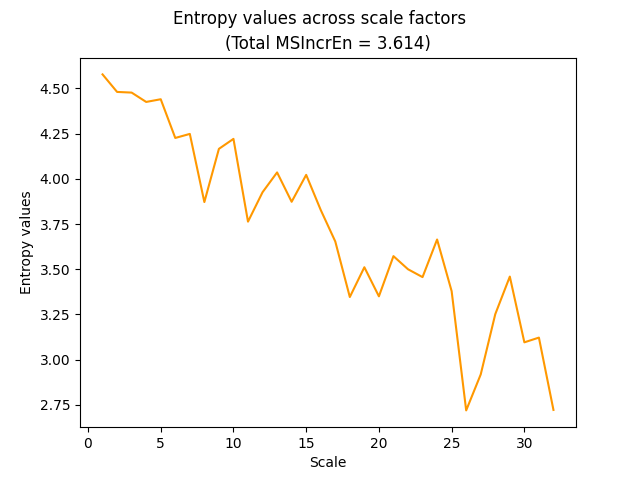 Entropy values across scale factors
(Total MSIncrEn = 3.614)
4.50
4.25
4.00
3.75
3.50
3.25
3.00
2.75
Entropy values
0 5 10 15 20 25 30
Scale